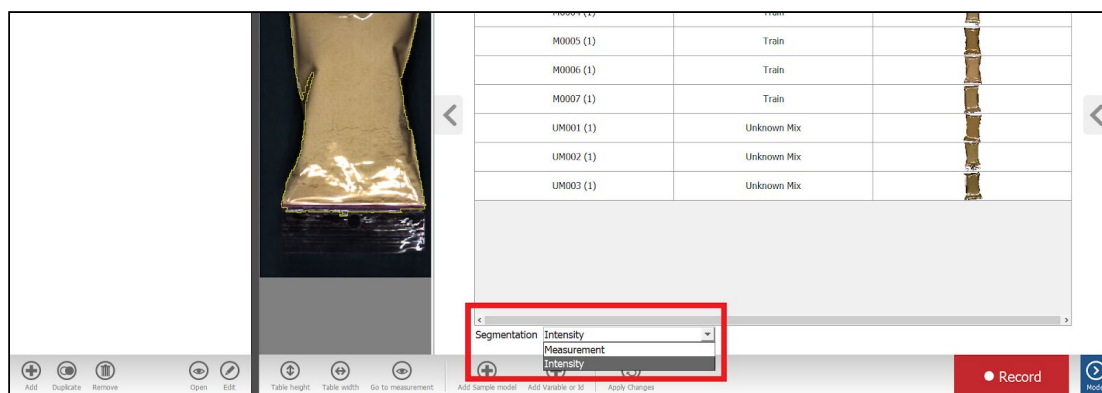 M0005 (1) Train
M0006 (1) Train
M0007 (1) Train
UM001 (1) Unknown Mix
UM002 (1) Unknown Mix
UM003 (1) Unknown Mix
Segmentation Intensity
Measurement
Intensity
Add Duplicate Remove Open Edit Table height Table width Go to measurement Add Sample model Add Variable or Id Apply Changes Record Mode